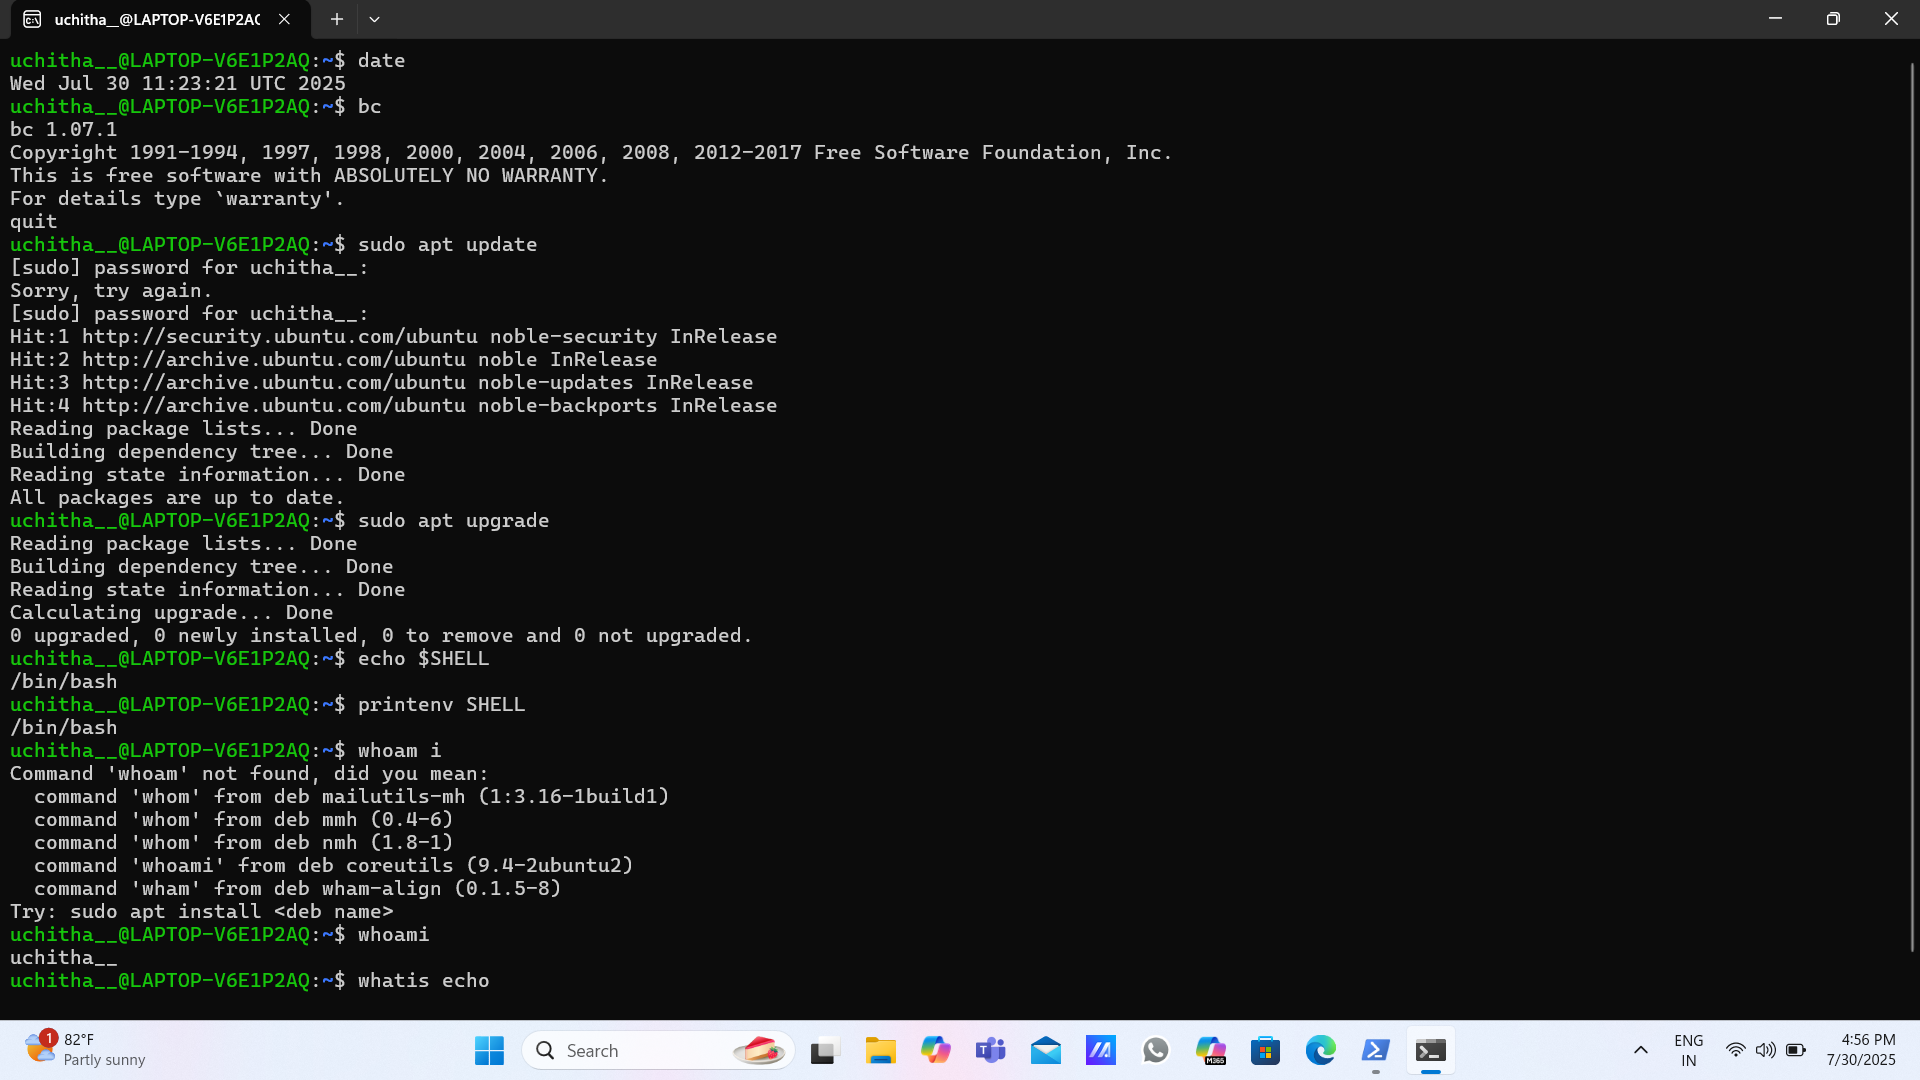 uchitha__@LAPTOP-V6E1P2AQ
uchitha__@LAPTOP-V6E1P2AQ:~$ date
Wed Jul 30 11:23:21 UTC 2025
uchitha__@LAPTOP-V6E1P2AQ:~$ bc
bc 1.07.1
Copyright 1991-1994, 1997, 1998, 2000, 2004, 2006, 2008, 2012-2017 Free Software Foundation, Inc.
This is free software with ABSOLUTELY NO WARRANTY.
For details type `warranty'.
quit
uchitha__@LAPTOP-V6E1P2AQ:~$ sudo apt update
[sudo] password for uchitha__:
Sorry, try again.
[sudo] password for uchitha__:
Hit:1 http://security.ubuntu.com/ubuntu noble-security InRelease
Hit:2 http://archive.ubuntu.com/ubuntu noble InRelease
Hit:3 http://archive.ubuntu.com/ubuntu noble-updates InRelease
Hit:4 http://archive.ubuntu.com/ubuntu noble-backports InRelease
Reading package lists... Done
Building dependency tree... Done
Reading state information... Done
All packages are up to date.
uchitha__@LAPTOP-V6E1P2AQ:~$ sudo apt upgrade
Reading package lists... Done
Building dependency tree... Done
Reading state information... Done
Calculating upgrade... Done
0 upgraded, 0 newly installed, 0 to remove and 0 not upgraded.
uchitha__@LAPTOP-V6E1P2AQ:~$ echo $SHELL
/bin/bash
uchitha__@LAPTOP-V6E1P2AQ:~$ printenv SHELL
/bin/bash
uchitha__@LAPTOP-V6E1P2AQ:~$ whoam i
Command 'whoam' not found, did you mean:
  command 'whom' from deb mailutils-mh (1:3.16-1build1)
  command 'whom' from deb mmh (0.4-6)
  command 'whom' from deb nmh (1.8-1)
  command 'whoami' from deb coreutils (9.4-2ubuntu2)
  command 'wham' from deb wham-align (0.1.5-8)
Try: sudo apt install <deb name>
uchitha__@LAPTOP-V6E1P2AQ:~$ whoami
uchitha__
uchitha__@LAPTOP-V6E1P2AQ:~$ whatis echo
1
82°F
Partly sunny
Search
M365
ENG
IN
4:56 PM
7/30/2025